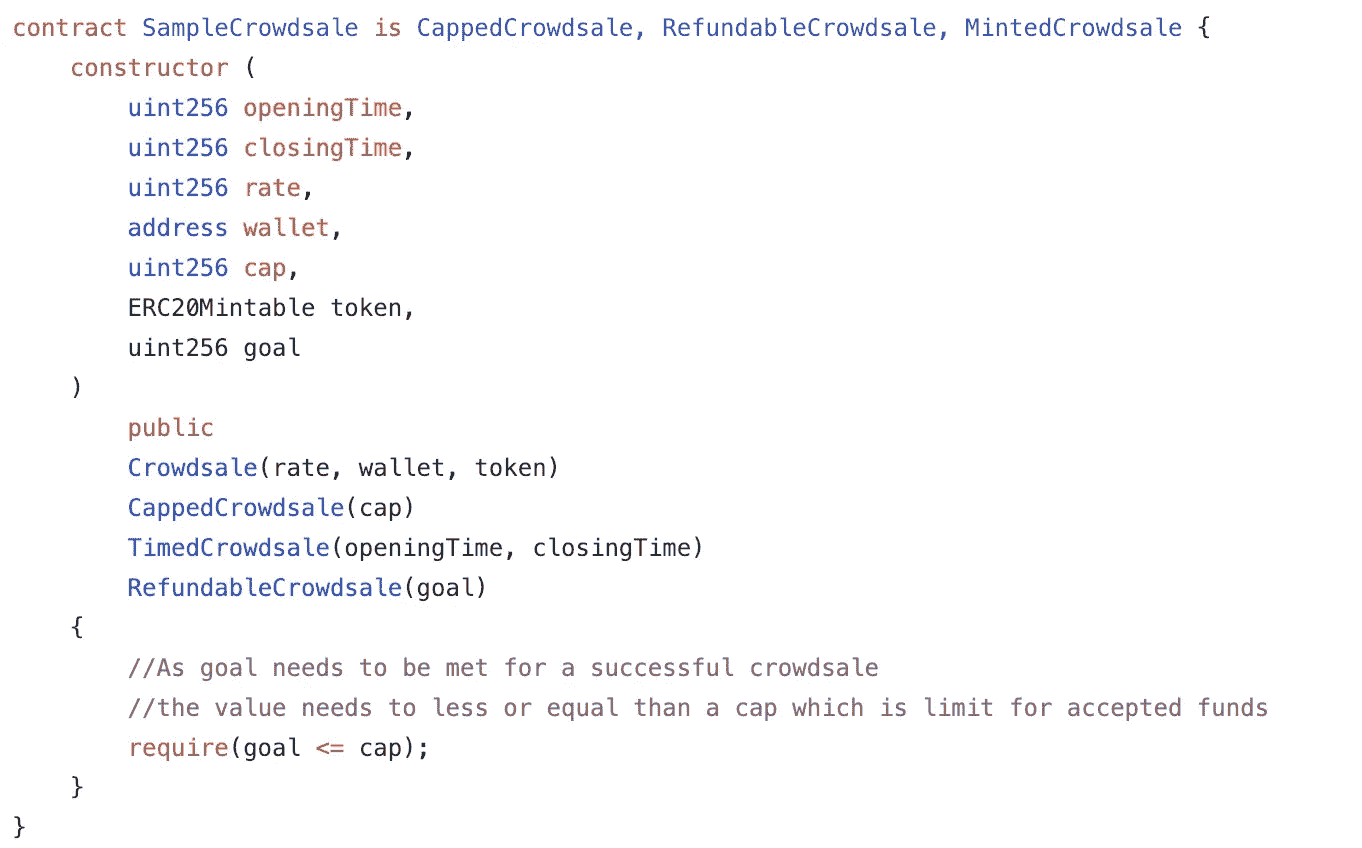 contract SampleCrowdsale is CappedCrowdsale, RefundableCrowdsale, MintedCrowdsale {
    constructor (
        uint256 openingTime,
        uint256 closingTime,
        uint256 rate,
        address wallet,
        uint256 cap,
        ERC20Mintable token,
        uint256 goal
    )
        public
        Crowdsale(rate, wallet, token)
        CappedCrowdsale(cap)
        TimedCrowdsale(openingTime, closingTime)
        RefundableCrowdsale(goal)
    {
        //As goal needs to be met for a successful crowdsale
        //the value needs to less or equal than a cap which is limit for accepted funds
        require(goal <= cap);
    }
}